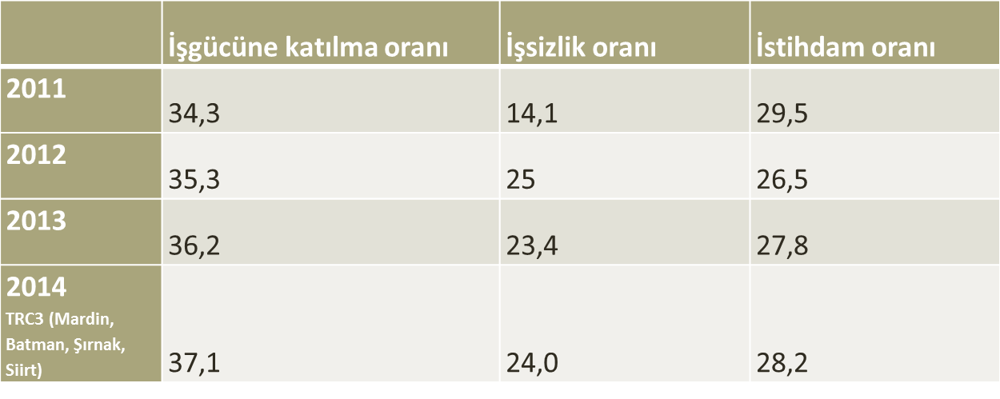 İşgücüne katılma oranı İşsizlik oranı İstihdam oranı
2011 34,3 14,1 29,5
2012 35,3 25 26,5
2013 36,2 23,4 27,8
2014
TRC3 (Mardin,
Batman, Şırnak,
Siirt) 37,1 24,0 28,2